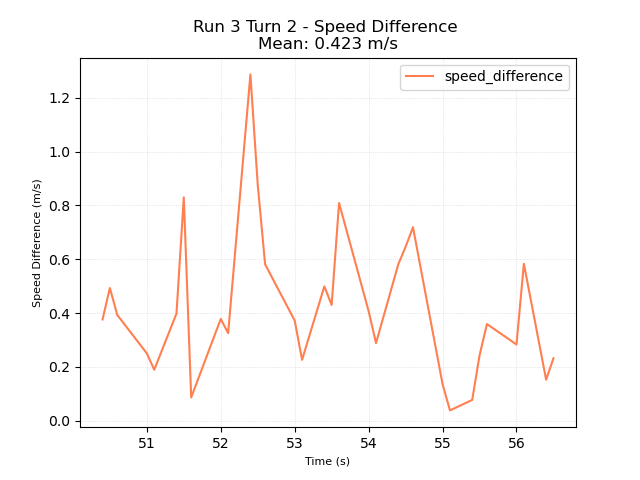 Run 3 Turn 2 - Speed Difference
Mean: 0.423 m/s
speed_difference
Speed Difference (m/s)
1.2
1.0
0.8
0.6
0.4
0.2
0.0
51 52 53 54 55 56
Time (s)